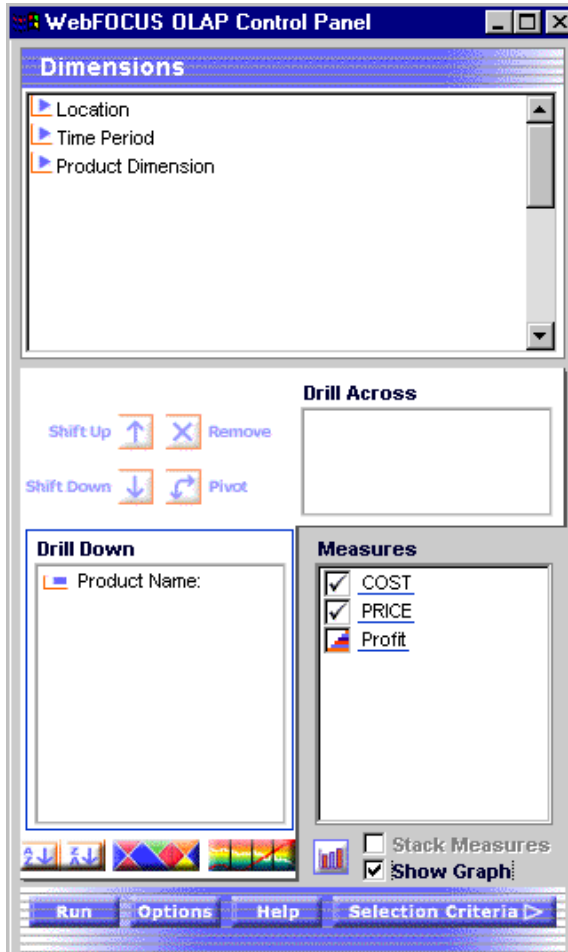 WebFOCUS OLAP Control Panel
Dimensions
Location
Time Period
Product Dimension
Drill Across
Shift Up
Remove
Shift Down
Pivot
Drill Down
Product Name:
Measures
COST
PRICE
Profit
A
Z
Z
A
Stack Measures
Show Graph
Run
Options
Help
Selection Criteria